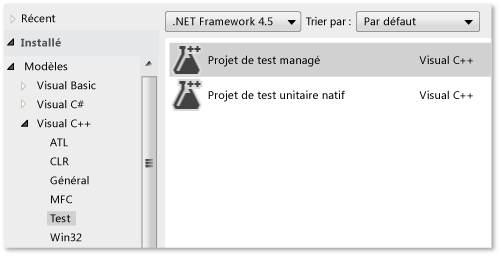 Récent
.NET Framework 4.5 Trier par : Par défaut
Installé
Modèles
Visual Basic
Visual C#
Visual C++
ATL
CLR
Général
MFC
Test
Win32
Projet de test managé Visual C++
Projet de test unitaire natif Visual C++